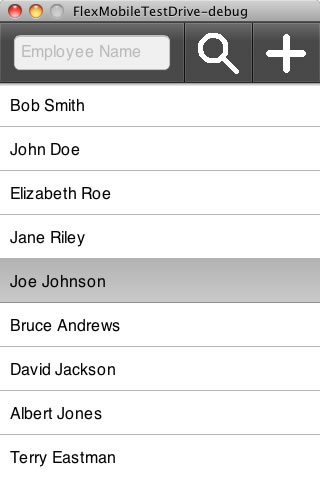 FlexMobileTestDrive-debug
Employee Name
Bob Smith
John Doe
Elizabeth Roe
Jane Riley
Joe Johnson
Bruce Andrews
David Jackson
Albert Jones
Terry Eastman